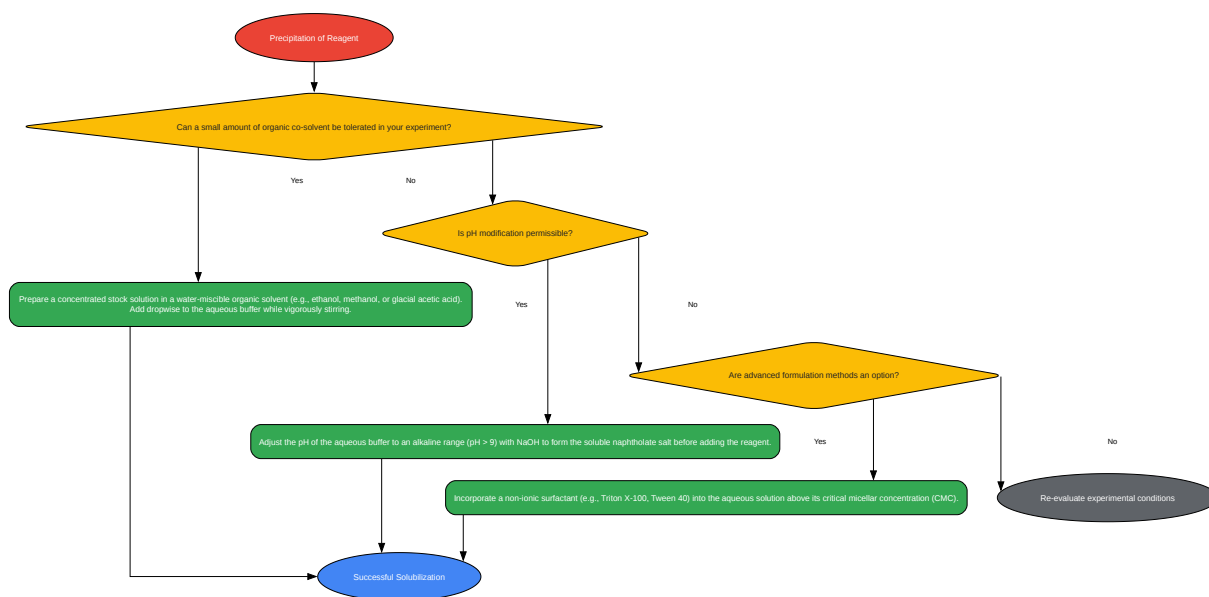 Precipitation of Reagent
Can a small amount of organic co-solvent be tolerated in your experiment?
Yes
No
Is pH modification permissible?
Prepare a concentrated stock solution in a water-miscible organic solvent (e.g., ethanol, methanol, or glacial acetic acid).
Add dropwise to the aqueous buffer while vigorously stirring.
Yes
No
Are advanced formulation methods an option?
Adjust the pH of the aqueous buffer to an alkaline range (pH > 9) with NaOH to form the soluble naphtholate salt before adding the reagent.
Yes
No
Incorporate a non-ionic surfactant (e.g., Triton X-100, Tween 40) into the aqueous solution above its critical micellar concentration (CMC).
Re-evaluate experimental conditions
Successful Solubilization